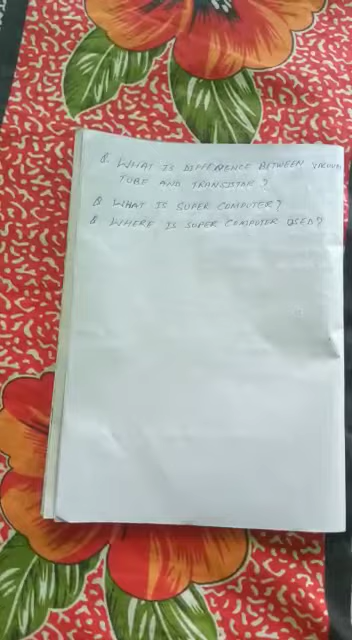 Q. WHAT IS DIFFERENCE BETWEEN VACUUM
TUBE AND TRANSISTOR ?
Q WHAT IS SUPER COMPUTER ?
Q WHERE IS SUPER COMPUTER USED ?